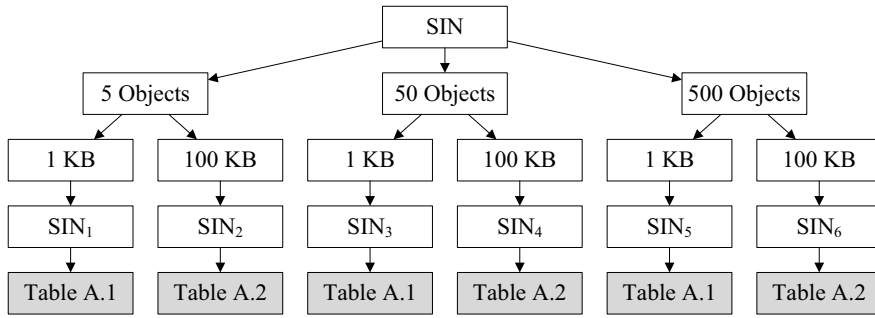 SIN
5 Objects 50 Objects 500 Objects
1 KB 100 KB 1 KB 100 KB 1 KB 100 KB
SIN₁ SIN₂ SIN₃ SIN₄ SIN₅ SIN₆
Table A.1 Table A.2 Table A.1 Table A.2 Table A.1 Table A.2